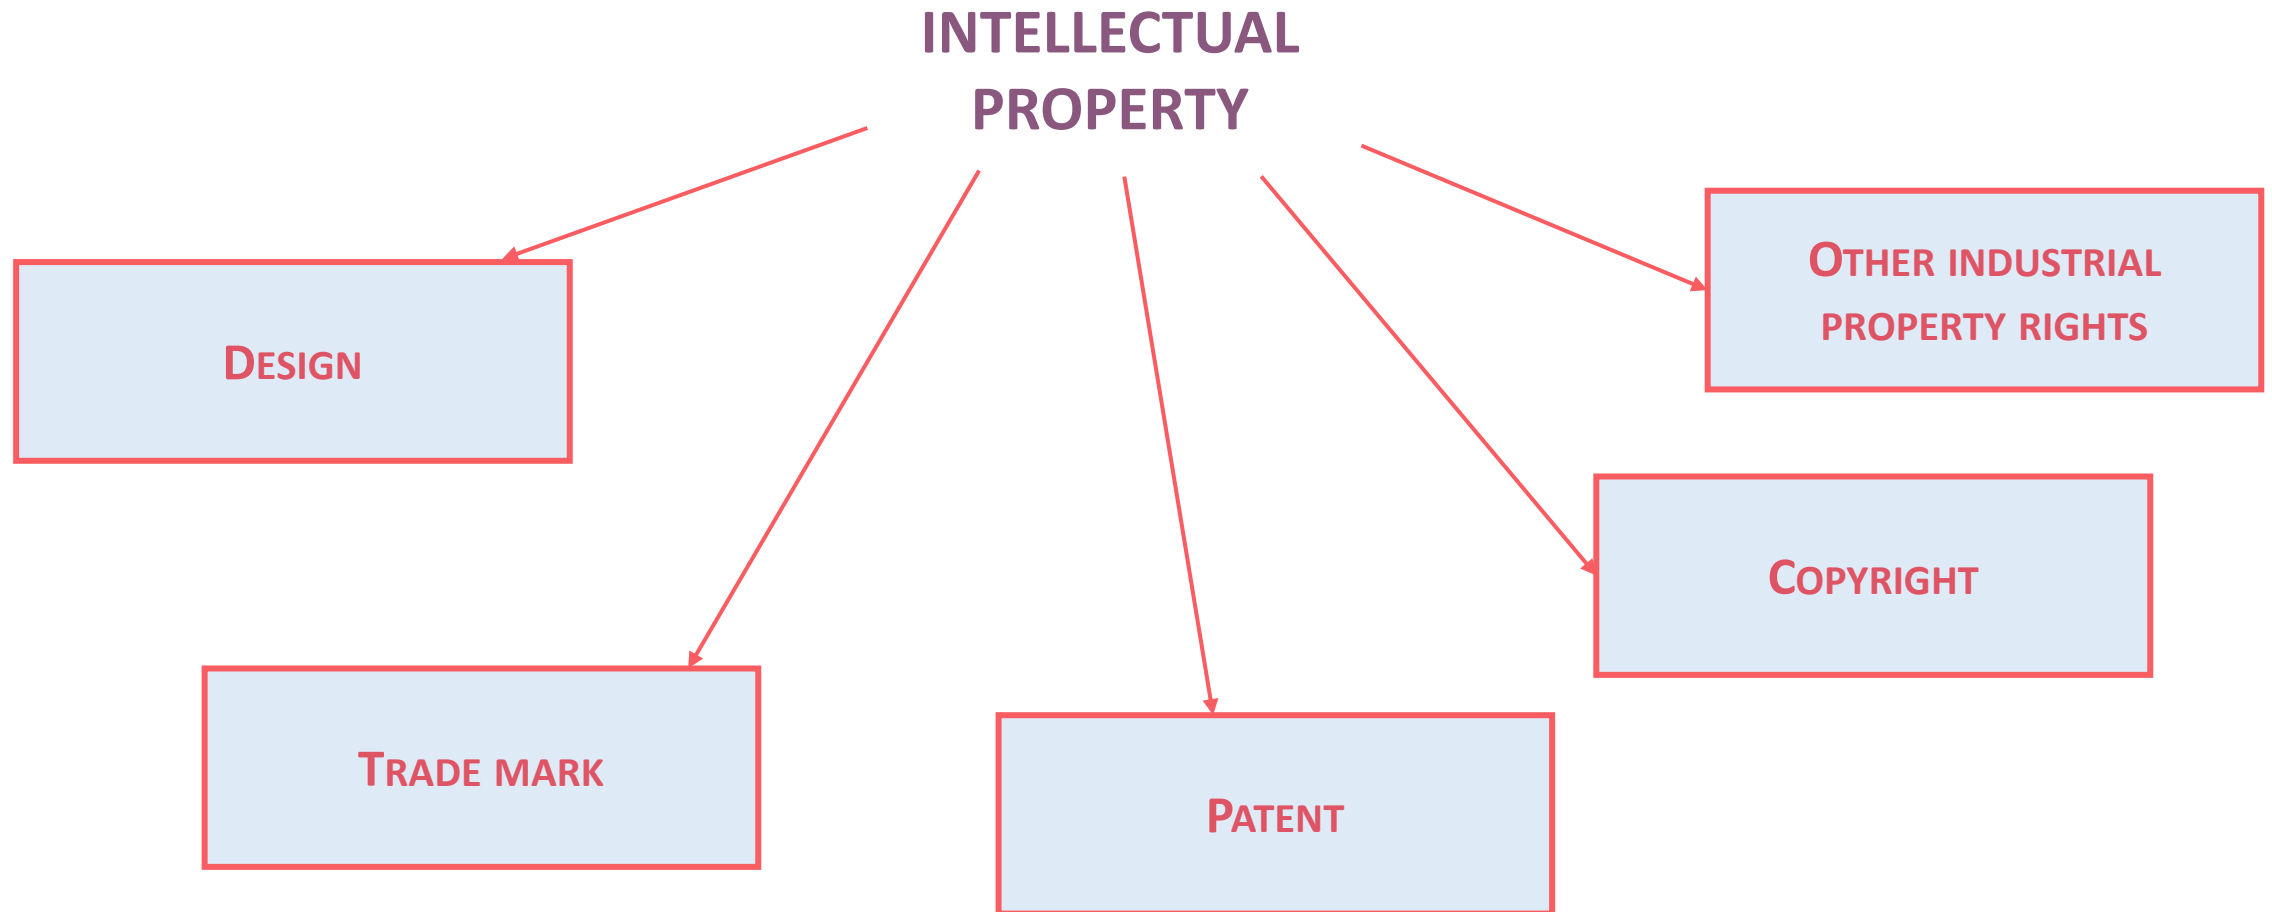 INTELLECTUAL
PROPERTY
OTHER INDUSTRIAL
PROPERTY RIGHTS
DESIGN
COPYRIGHT
TRADE MARK
PATENT